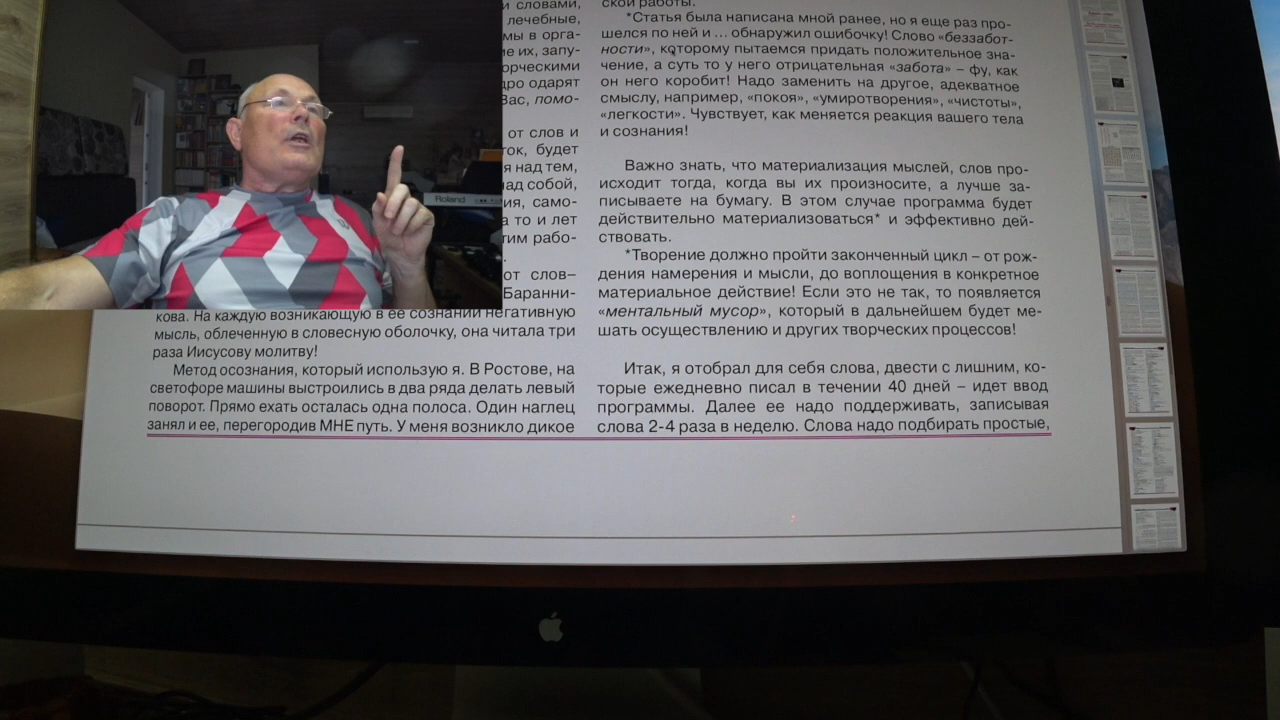 и словами,
лечебные,
мы в орга-
е их, запу-
орческими
дро одарят
Вас, помо-
от слов и
ток, будет
я над тем,
над собой,
ия, само-
а то и лет
тим рабо-
от слов–
Баранни-
кова. На каждую возникающую в ее сознании негативную
мысль, облеченную в словесную оболочку, она читала три
раза Иисусову молитву!
Метод осознания, который использую я. В Ростове, на
светофоре машины выстроились в два ряда делать левый
поворот. Прямо ехать осталась одна полоса. Один наглец
занял и ее, перегородив МНЕ путь. У меня возникло дикое
ской работы.
*Статья была написана мной ранее, но я еще раз про-
шелся по ней и ... обнаружил ошибочку! Слово «беззабот-
ности», которому пытаемся придать положительное зна-
чение, а суть то у него отрицательная «забота» – фу, как
он него коробит! Надо заменить на другое, адекватное
смыслу, например, «покоя», «умиротворения», «чистоты»,
«легкости». Чувствует, как меняется реакция вашего тела
и сознания!
Важно знать, что материализация мыслей, слов про-
исходит тогда, когда вы их произносите, а лучше за-
писываете на бумагу. В этом случае программа будет
действительно материализоваться* и эффективно дей-
ствовать.
*Творение должно пройти законченный цикл – от рож-
дения намерения и мысли, до воплощения в конкретное
материальное действие! Если это не так, то появляется
«ментальный мусор», который в дальнейшем будет ме-
шать осуществлению и других творческих процессов!
Итак, я отобрал для себя слова, двести с лишним, ко-
торые ежедневно писал в течении 40 дней – идет ввод
программы. Далее ее надо поддерживать, записывая
слова 2-4 раза в неделю. Слова надо подбирать простые,
Roland